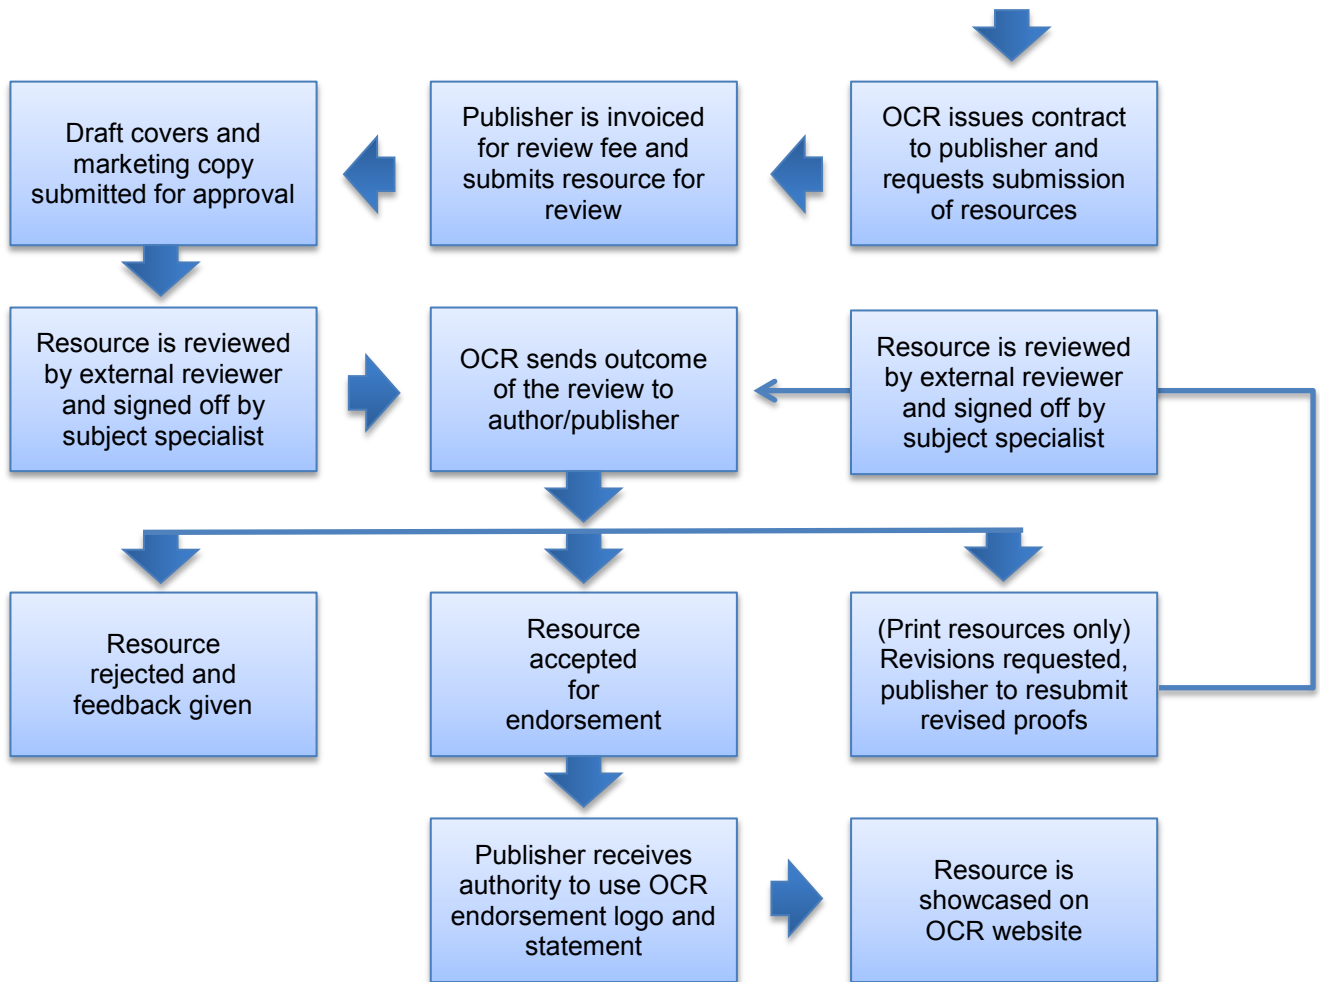 Draft covers and
marketing copy
submitted for approval
Publisher is invoiced
for review fee and
submits resource for
review
OCR issues contract
to publisher and
requests submission
of resources
Resource is reviewed
by external reviewer
and signed off by
subject specialist
OCR sends outcome
of the review to
author/publisher
Resource is reviewed
by external reviewer
and signed off by
subject specialist
Resource
rejected and
feedback given
Resource
accepted
for
endorsement
(Print resources only)
Revisions requested,
publisher to resubmit
revised proofs
Publisher receives
authority to use OCR
endorsement logo and
statement
Resource is
showcased on
OCR website